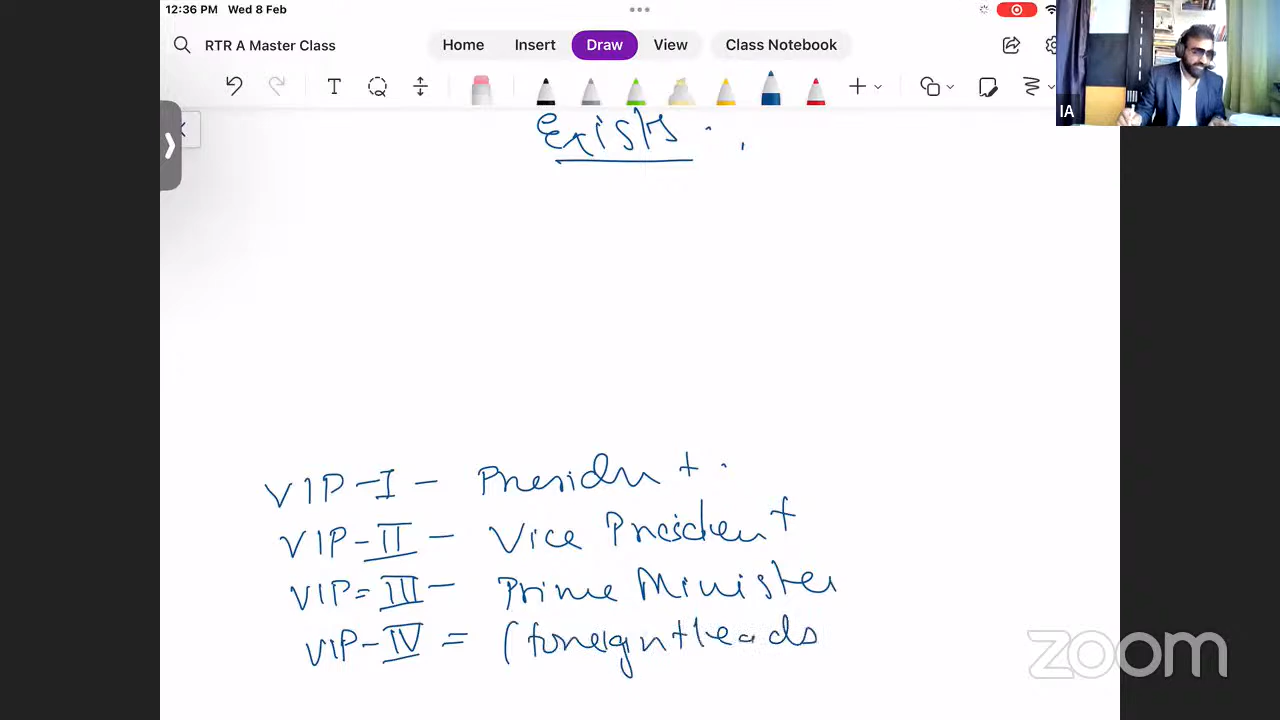 12:36 PM Wed 8 Feb
RTR A Master Class
Home Insert Draw View Class Notebook
T
IA
Exists .
VIP - I - President .
VIP - II - Vice President
VIP = III - Prime Minister
VIP - IV = (foreign heads
zoom